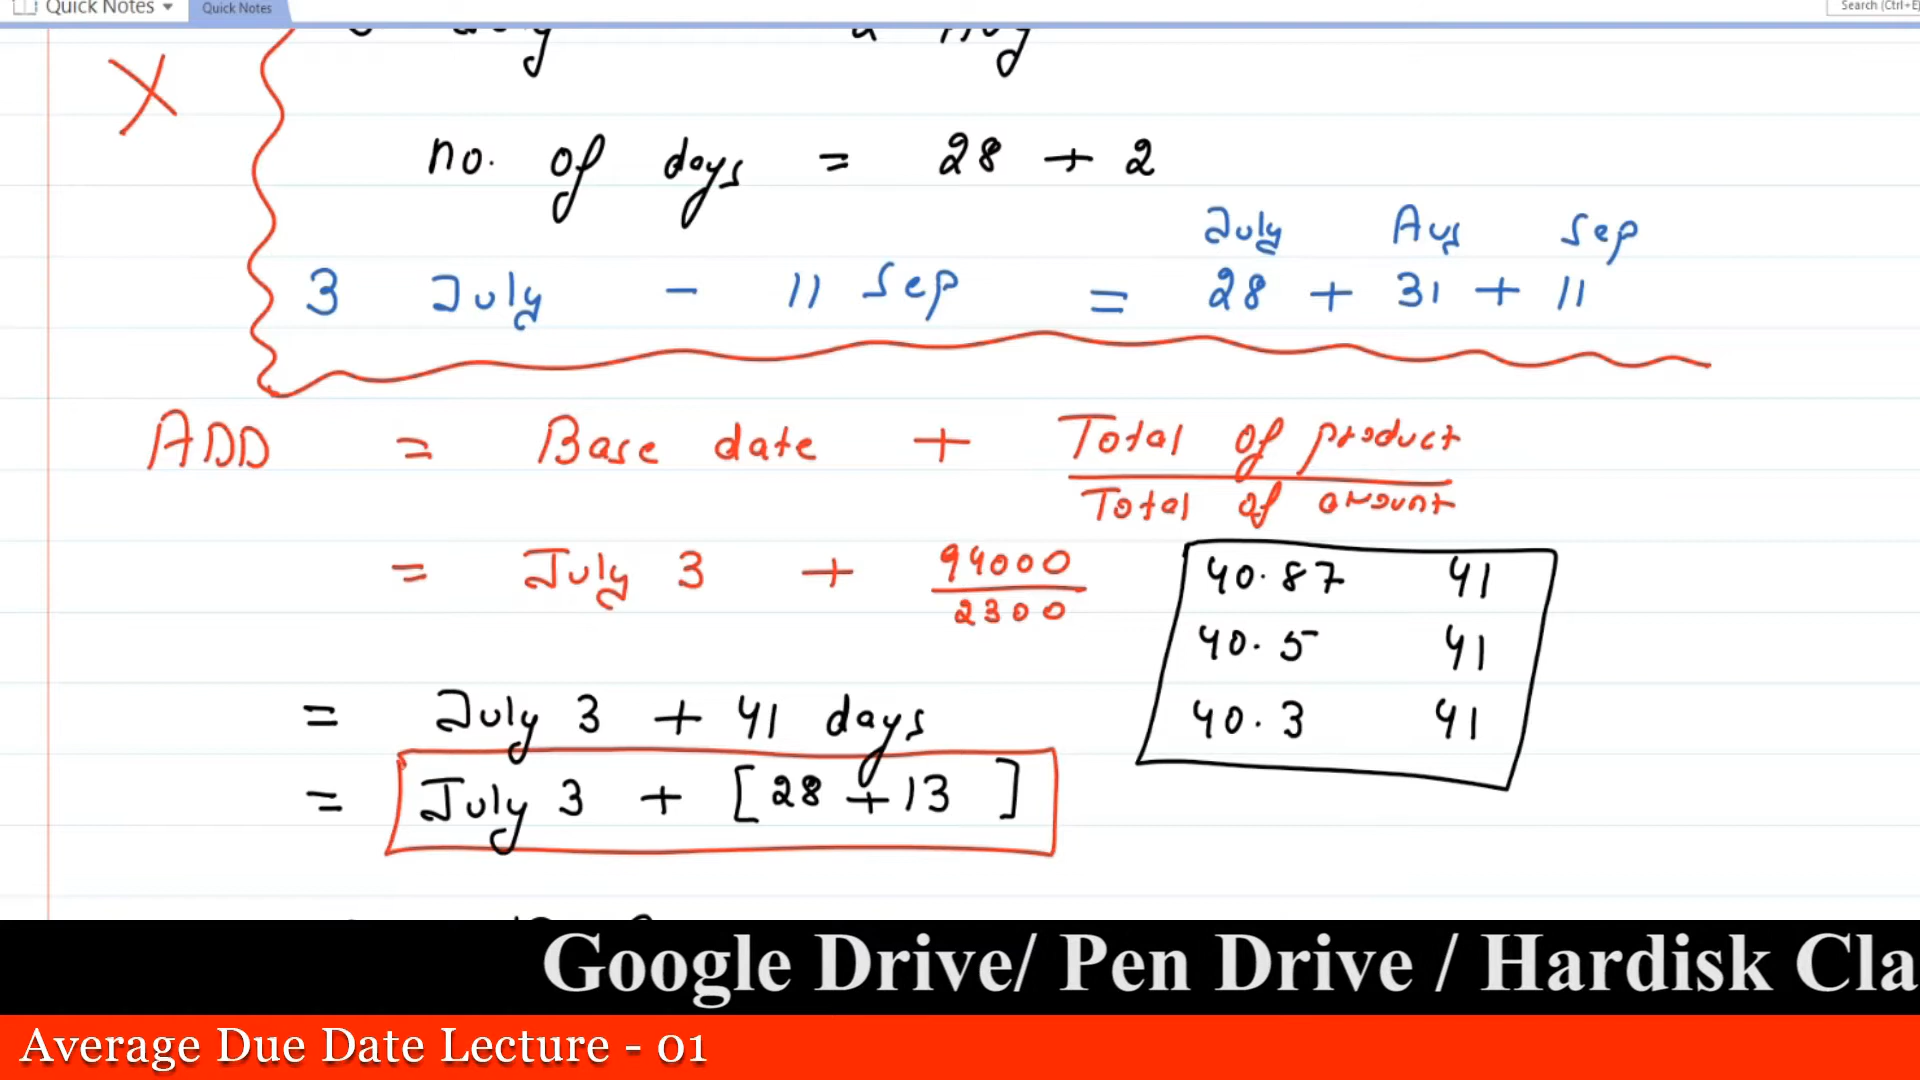 Quick Notes
Quick Notes
Search (Ctrl+E
X
no. of days = 28 + 2
July Aug Sep
3 July - 11 Sep = 28 + 31 + 11
ADD = Base date + Total of product
Total of amount
= July 3 + 94000
2300
40.87 41
40.5 41
40.3 41
= July 3 + 41 days
= July 3 + [28 + 13 ]
Google Drive/ Pen Drive / Hardisk Cla
Average Due Date Lecture - 01